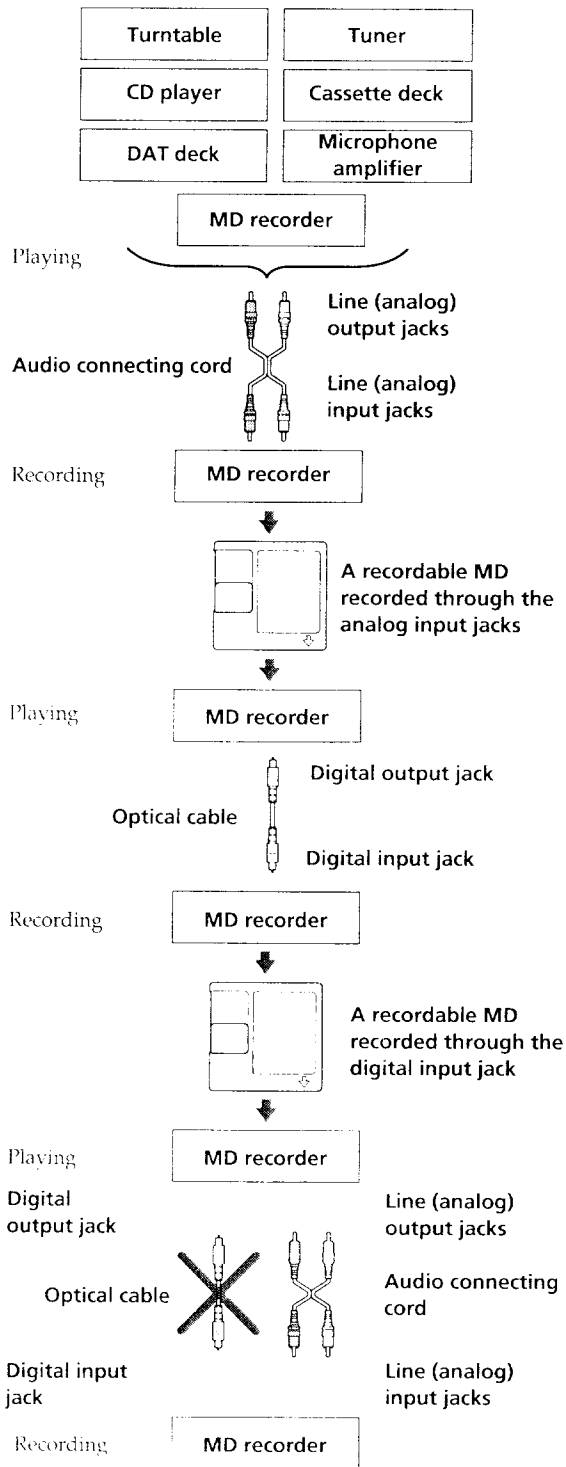 Turntable
Tuner
CD player
Cassette deck
DAT deck
Microphone
amplifier
MD recorder
Playing
Line (analog)
output jacks
Audio connecting cord
Line (analog)
input jacks
Recording
MD recorder
A recordable MD
recorded through the
analog input jacks
Playing
MD recorder
Digital output jack
Optical cable
Digital input jack
Recording
MD recorder
A recordable MD
recorded through the
digital input jack
Playing
MD recorder
Digital
output jack
Line (analog)
output jacks
Optical cable
Audio connecting
cord
Digital input
jack
Line (analog)
input jacks
Recording
MD recorder